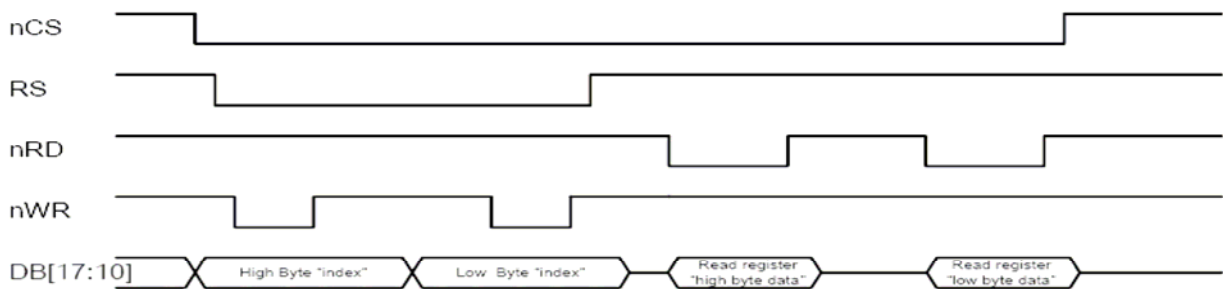 nCS
RS
nRD
nWR
DB[17:10]
High Byte "index"
Low Byte "index"
Read register
"high byte data"
Read register
"low byte data"